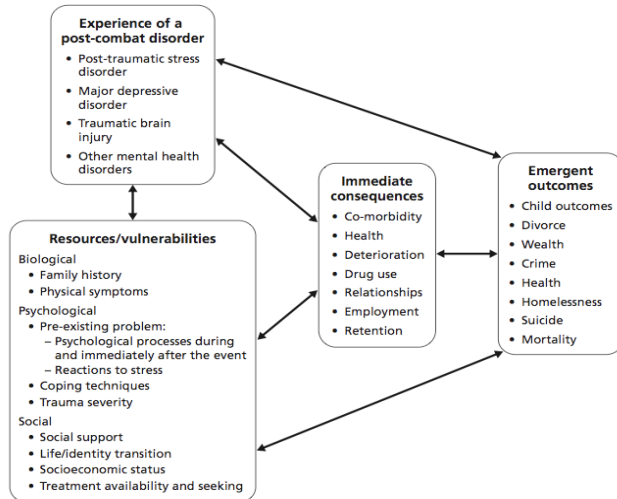 Experience of a
post-combat disorder
• Post-traumatic stress
disorder
• Major depressive
disorder
• Traumatic brain
injury
• Other mental health
disorders
Resources/vulnerabilities
Biological
• Family history
• Physical symptoms
Psychological
• Pre-existing problem:
– Psychological processes during
and immediately after the event
– Reactions to stress
• Coping techniques
• Trauma severity
Social
• Social support
• Life/identity transition
• Socioeconomic status
• Treatment availability and seeking
Immediate
consequences
• Co-morbidity
• Health
• Deterioration
• Drug use
• Relationships
• Employment
• Retention
Emergent
outcomes
• Child outcomes
• Divorce
• Wealth
• Crime
• Health
• Homelessness
• Suicide
• Mortality